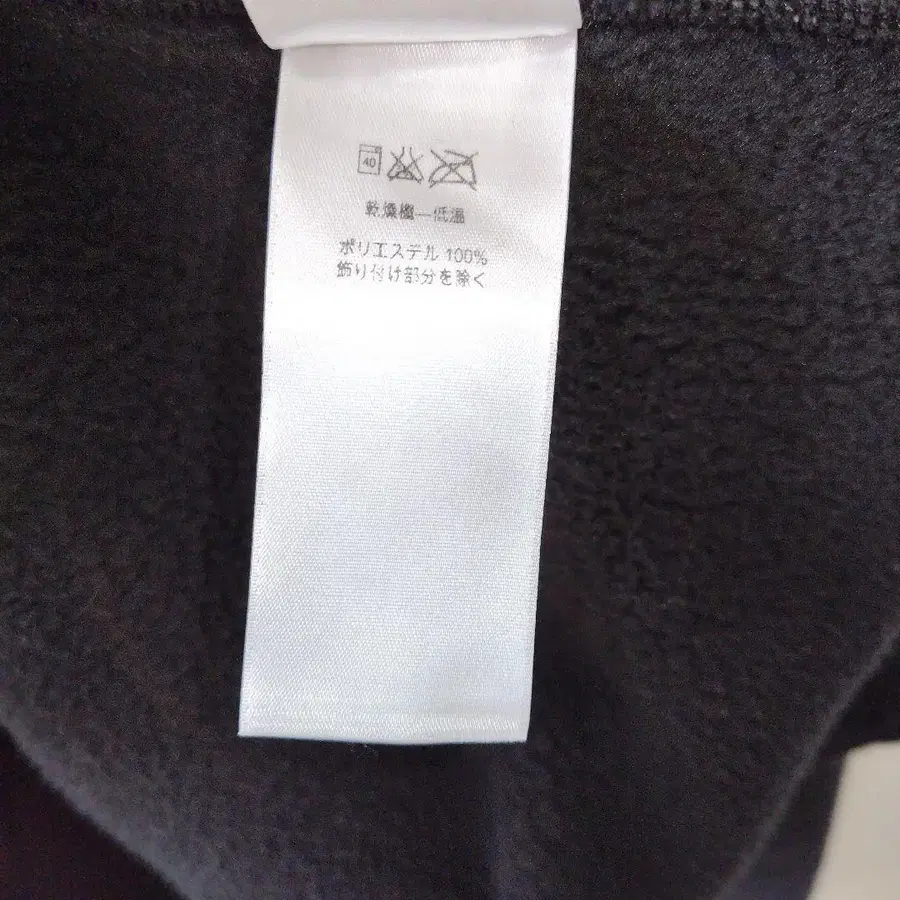 40
乾燥機—低温
ポリエステル 100%
飾り付け部分を除く